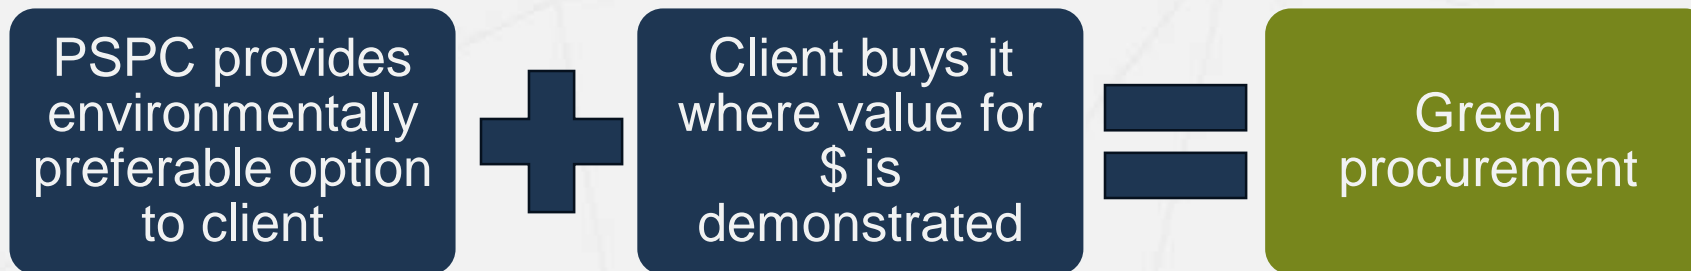 PSPC provides
environmentally
preferable option
to client
Client buys it
where value for
$ is
demonstrated
Green
procurement